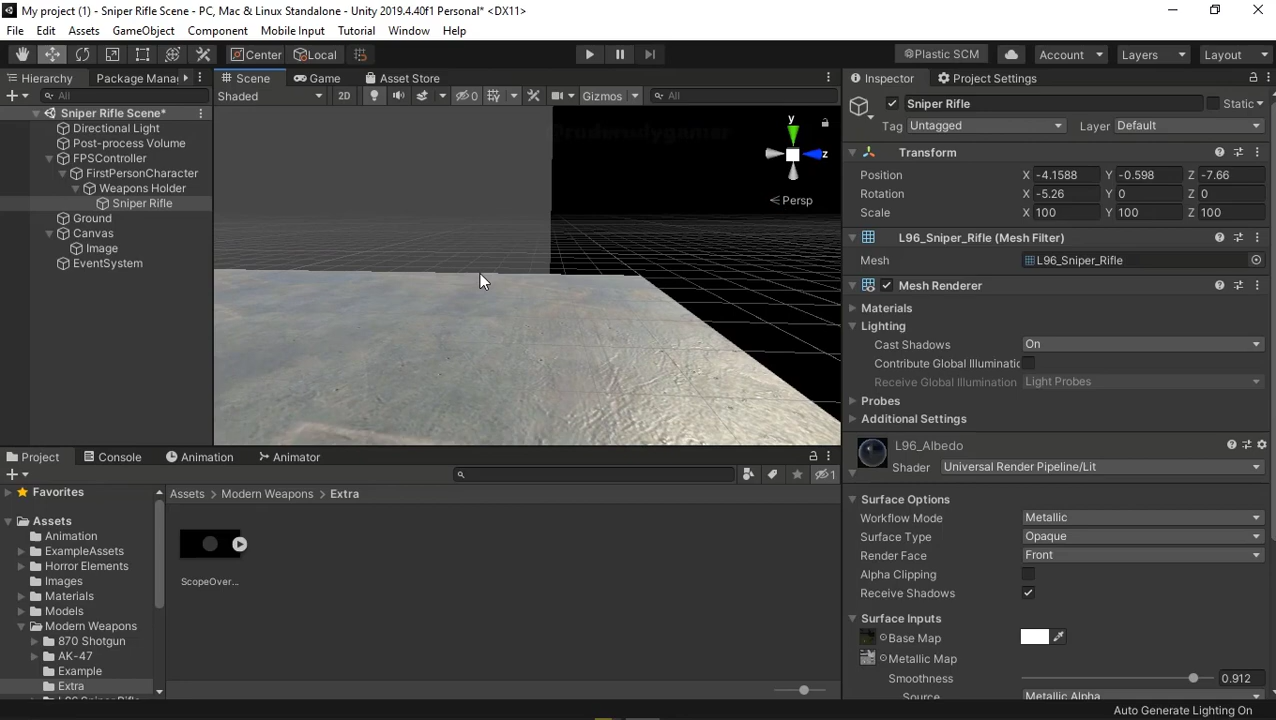 My project (1) - Sniper Rifle Scene - PC, Mac & Linux Standalone - Unity 2019.4.40f1 Personal* <DX11>
File Edit Assets GameObject Component Mobile Input Tutorial Window Help
Center Local Plastic SCM Account Layers Layout
Hierarchy Package Mana Scene Game Asset Store Inspector Project Settings
All Shaded 2D 0 Gizmos All
Sniper Rifle Static
Tag Untagged Layer Default
Sniper Rifle Scene*
Directional Light
Post-process Volume
FPSController
FirstPersonCharacter
Weapons Holder
Sniper Rifle
Ground
Canvas
Image
EventSystem
y
z
Persp
Transform
Position X -4.1588 Y -0.598 Z -7.66
Rotation X -5.26 Y 0 Z 0
Scale X 100 Y 100 Z 100
L96_Sniper_Rifle (Mesh Filter)
Mesh L96_Sniper_Rifle
Mesh Renderer
Materials
Lighting
Cast Shadows On
Contribute Global Illuminatic
Receive Global Illumination Light Probes
Probes
Additional Settings
L96_Albedo
Shader Universal Render Pipeline/Lit
Surface Options
Workflow Mode Metallic
Surface Type Opaque
Render Face Front
Alpha Clipping
Receive Shadows
Surface Inputs
Base Map
Metallic Map
Smoothness 0.912
Source Metallic Alpha
Project Console Animation Animator
1
Favorites
Assets
Animation
ExampleAssets
Horror Elements
Images
Materials
Models
Modern Weapons
870 Shotgun
AK-47
Example
Extra
L96 Sniper Rifle
Assets Modern Weapons Extra
ScopeOver...
Auto Generate Lighting On